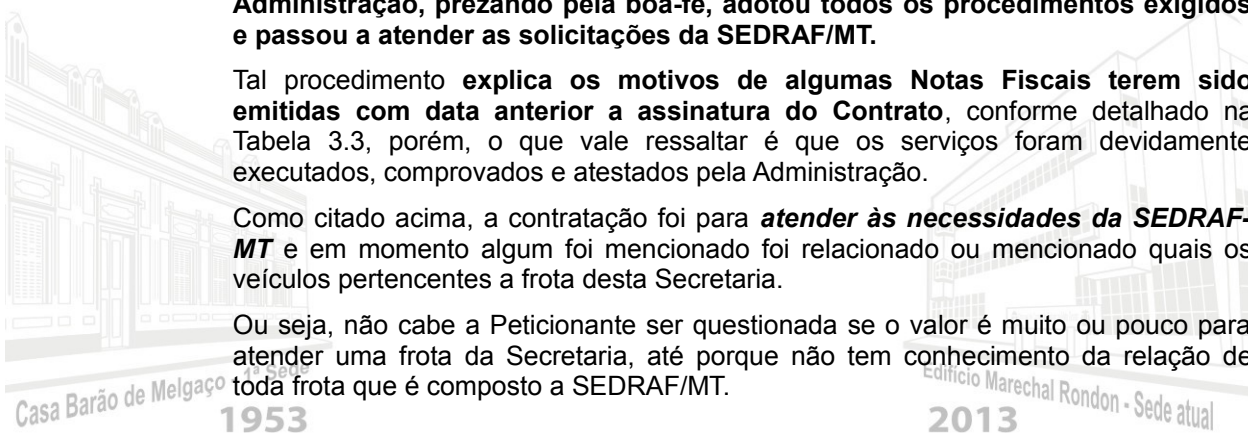 Administração, prezando pela boa-fé, adotou todos os procedimentos exigidos
e passou a atender as solicitações da SEDRAF/MT.
Tal procedimento explica os motivos de algumas Notas Fiscais terem sido
emitidas com data anterior a assinatura do Contrato, conforme detalhado na
Tabela 3.3, porém, o que vale ressaltar é que os serviços foram devidamente
executados, comprovados e atestados pela Administração.
Como citado acima, a contratação foi para atender às necessidades da SEDRAF-
MT e em momento algum foi mencionado foi relacionado ou mencionado quais os
veículos pertencentes a frota desta Secretaria.
Ou seja, não cabe a Peticionante ser questionada se o valor é muito ou pouco para
atender uma frota da Secretaria, até porque não tem conhecimento da relação de
toda frota que é composto a SEDRAF/MT.
Casa Barão de Melgaço - 1ª Sede
1953
Edifício Marechal Rondon - Sede atual
2013